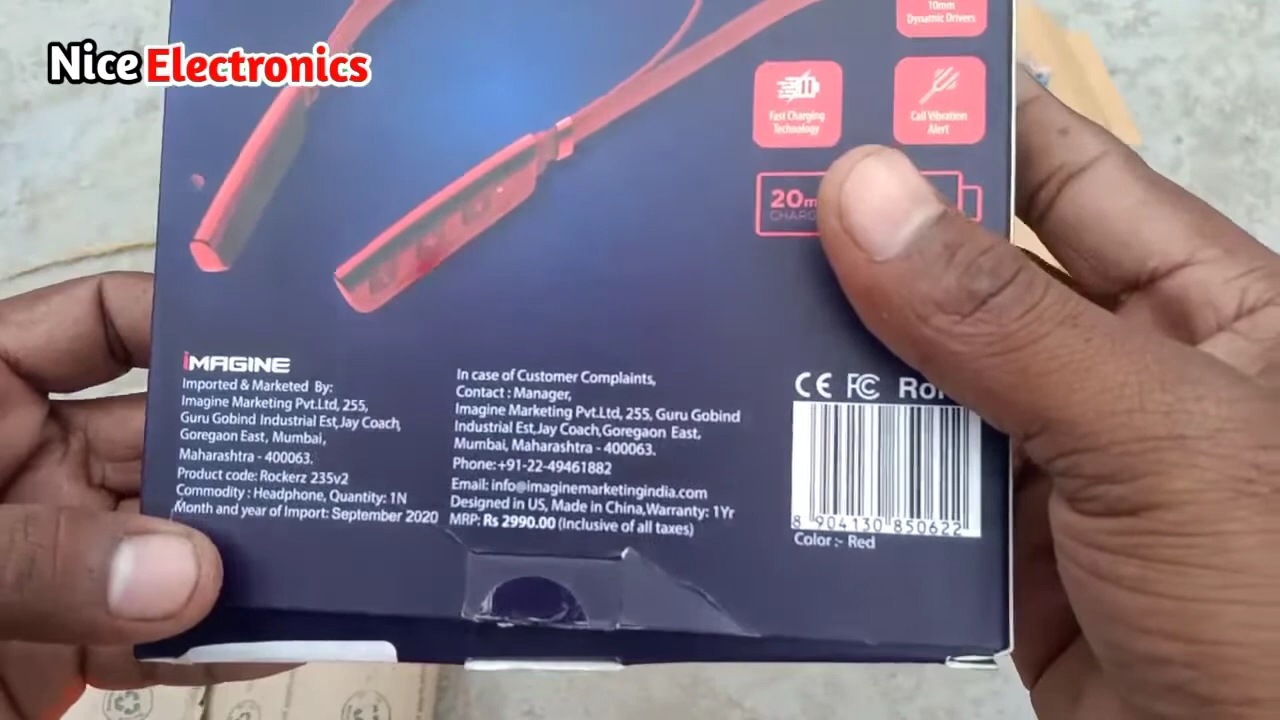 Nice Electronics
10mm
Dynamic Drivers
Fast Charging
Technology
Call Vibration
Alert
20m
CHARG
iMAGINE
Imported & Marketed By:
Imagine Marketing Pvt.Ltd, 255,
Guru Gobind Industrial Est,Jay Coach,
Goregaon East, Mumbai,
Maharashtra - 400063.
Product code: Rockerz 235v2
Commodity : Headphone, Quantity: 1N
Month and year of Import: September 2020
In case of Customer Complaints,
Contact : Manager,
Imagine Marketing Pvt.Ltd, 255, Guru Gobind
Industrial Est,Jay Coach,Goregaon East,
Mumbai, Maharashtra - 400063.
Phone:+91-22-49461882
Email: info@imaginemarketingindia.com
Designed in US, Made in China,Warranty: 1Yr
MRP: Rs 2990.00 (Inclusive of all taxes)
CE FC Ro
8 904130 850622
Color:- Red